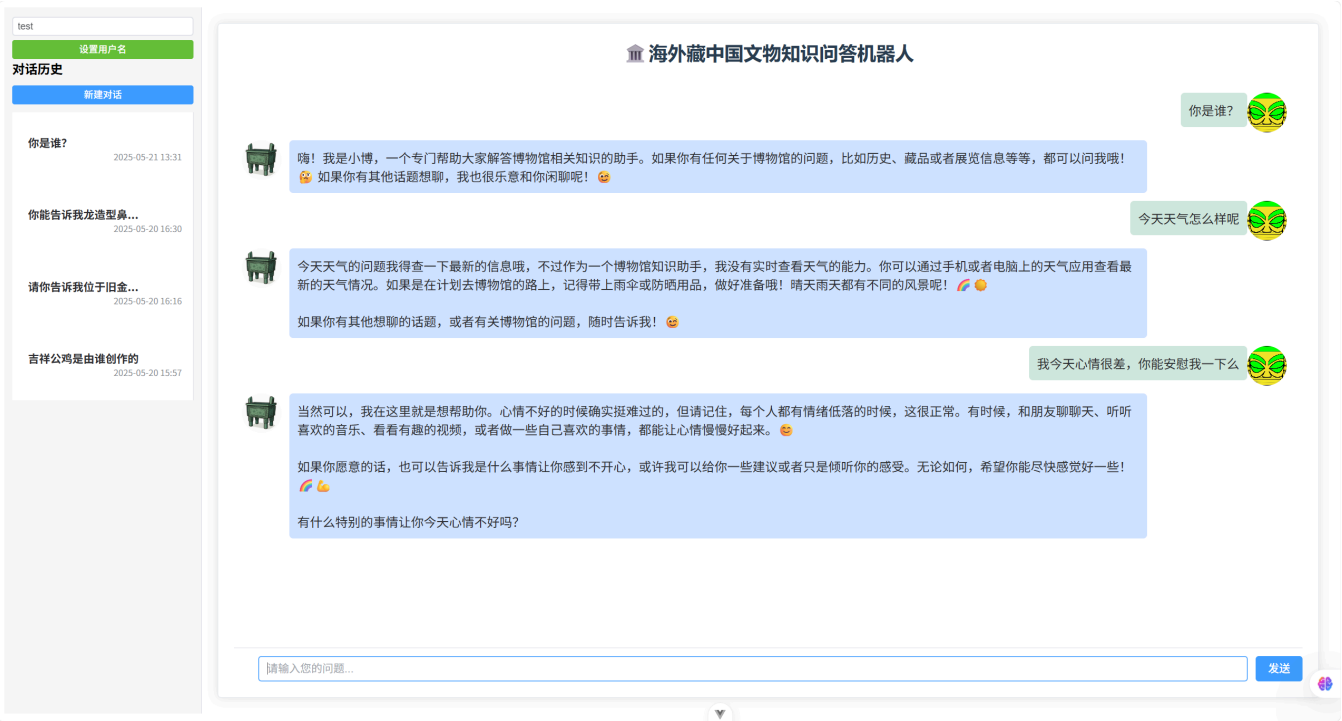 test
设置用户名
对话历史
新建对话
你是谁?
2025-05-21 13:31
你能告诉我龙造型鼻...
2025-05-20 16:30
请你告诉我位于旧金...
2025-05-20 16:16
吉祥公鸡是由谁创作的
2025-05-20 15:57
🏛️海外藏中国文物知识问答机器人
你是谁?
嗨！我是小博，一个专门帮助大家解答博物馆相关知识的助手。如果你有任何关于博物馆的问题，比如历史、藏品或者展览信息等等，都可以问我哦！
🤔 如果你有其他话题想聊，我也很乐意和你闲聊呢！😄
今天天气怎么样呢
今天天气的问题我得查一下最新的信息哦，不过作为一个博物馆知识助手，我没有实时查看天气的能力。你可以通过手机或者电脑上的天气应用查看最
新的天气情况。如果是在计划去博物馆的路上，记得带上雨伞或防晒用品，做好准备哦！晴天雨天都有不同的风景呢！🌈🌞
如果你有其他想聊的话题，或者有关博物馆的问题，随时告诉我！😄
我今天心情很差，你能安慰我一下么
当然可以，我在这里就是想帮助你。心情不好的时候确实挺难过的，但请记住，每个人都有情绪低落的时候，这很正常。有时候，和朋友聊聊天、听听
喜欢的音乐、看看有趣的视频，或者做一些自己喜欢的事情，都能让心情慢慢好起来。😊
如果你愿意的话，也可以告诉我是什么事情让你感到不开心，或许我可以给你一些建议或者只是倾听你的感受。无论如何，希望你能尽快感觉好一些！
🌈💪
有什么特别的事情让你今天心情不好吗?
请输入您的问题...
发送